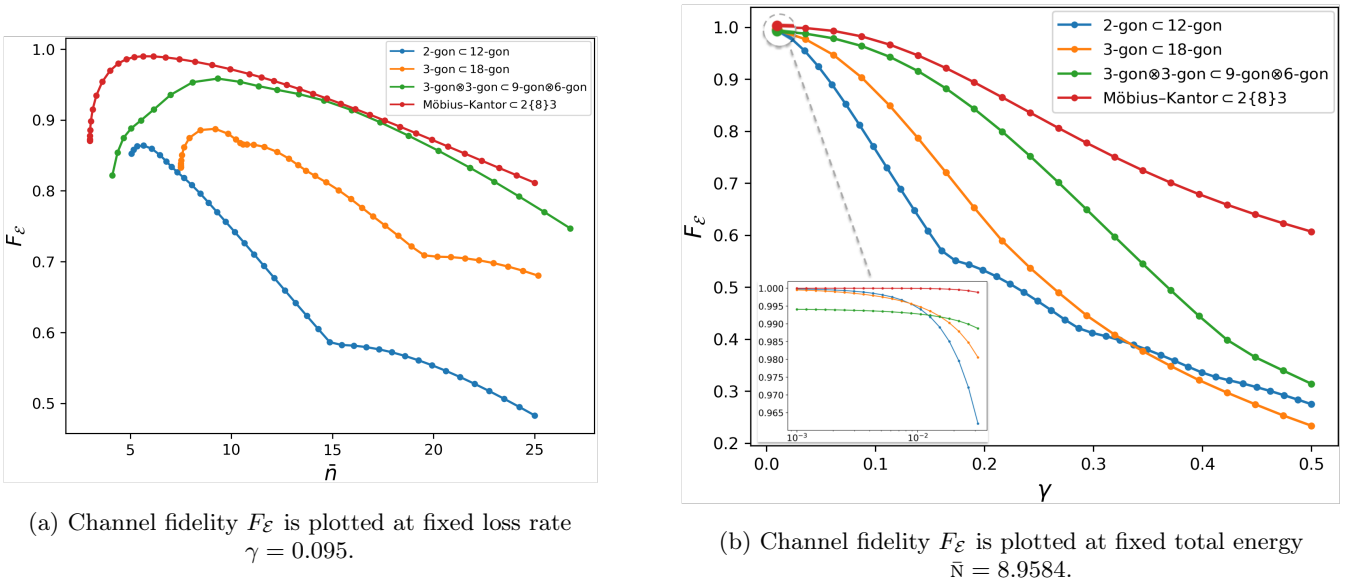 1.0
0.9
0.8
0.7
0.6
0.5
F_ℰ
5
10
15
20
25
n̄
2-gon ⊂ 12-gon
3-gon ⊂ 18-gon
3-gon⊗3-gon ⊂ 9-gon⊗6-gon
Möbius–Kantor ⊂ 2{8}3
(a) Channel fidelity F_ℰ is plotted at fixed loss rate
γ = 0.095.
1.0
0.9
0.8
0.7
0.6
0.5
0.4
0.3
0.2
F_ℰ
0.0
0.1
0.2
0.3
0.4
0.5
γ
2-gon ⊂ 12-gon
3-gon ⊂ 18-gon
3-gon⊗3-gon ⊂ 9-gon⊗6-gon
Möbius–Kantor ⊂ 2{8}3
1.000
0.995
0.990
0.985
0.980
0.975
0.970
0.965
10⁻³
10⁻²
(b) Channel fidelity F_ℰ is plotted at fixed total energy
N̄ = 8.9584.